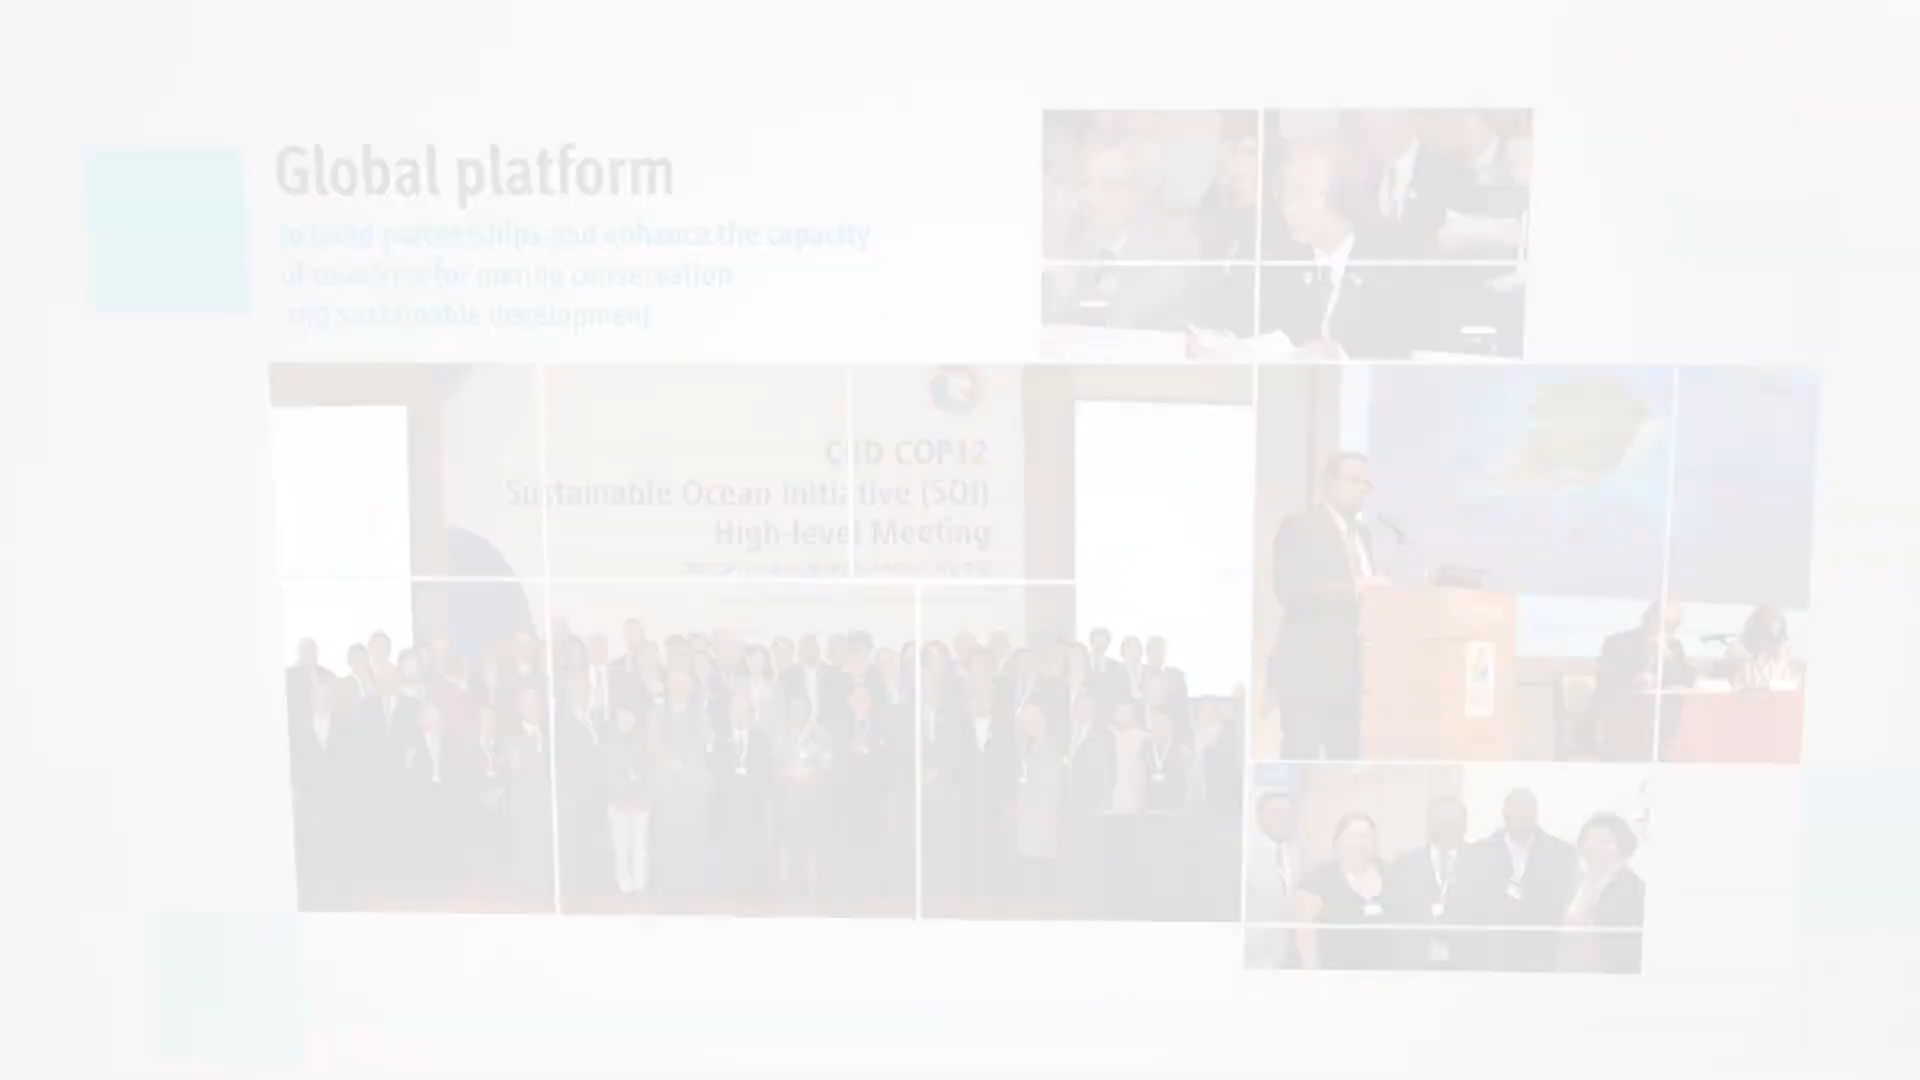 Global platform
to build partnerships and enhance the capacity
of countries for marine conservation
and sustainable development
CBD COP12
Sustainable Ocean Initiative (SOI)
High-level Meeting